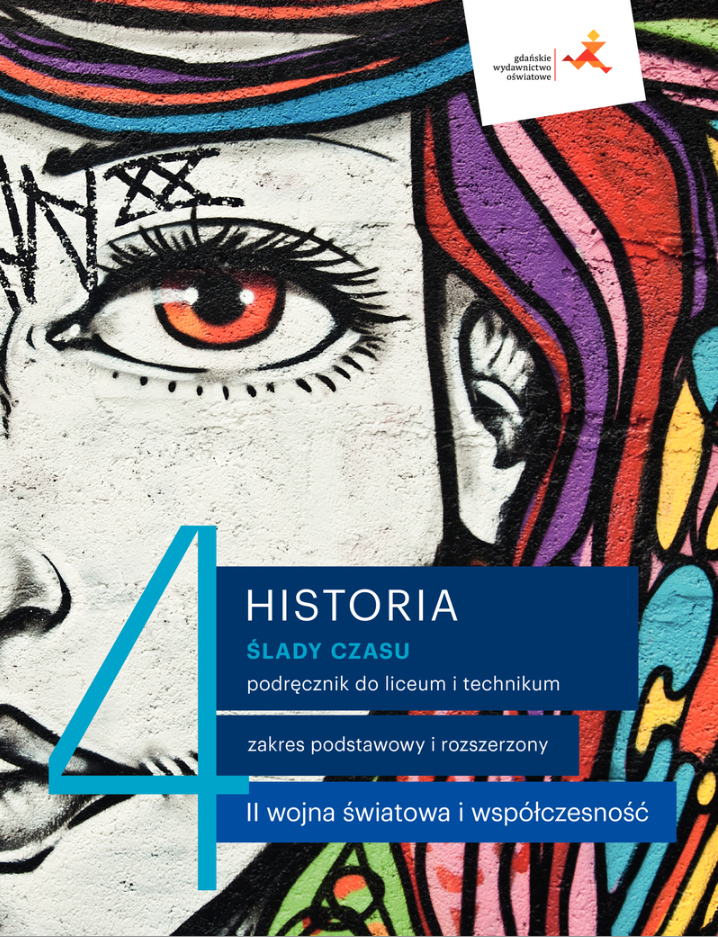 gdańskie
wydawnictwo
oświatowe
4
HISTORIA
ŚLADY CZASU
podręcznik do liceum i technikum
zakres podstawowy i rozszerzony
II wojna światowa i współczesność